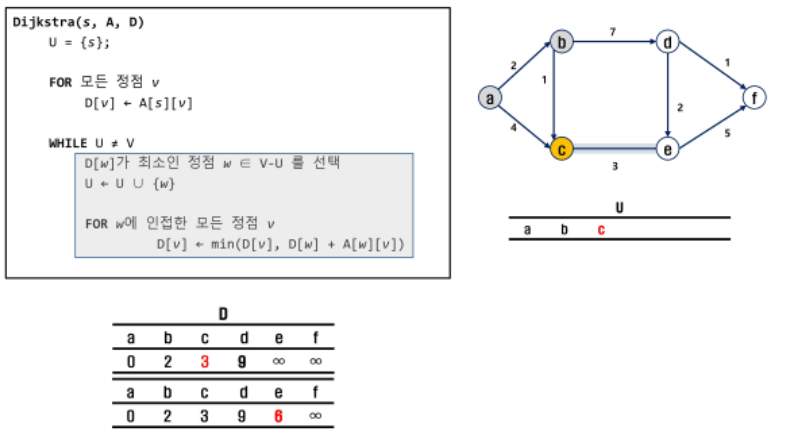 Dijkstra(s, A, D)
U = {s};
FOR 모든 정점 v
D[v] ← A[s][v]
WHILE U ≠ V
D[w]가 최소인 정점 w ∈ V-U 를 선택
U ← U ∪ {w}
FOR w에 인접한 모든 정점 v
D[v] ← min(D[v], D[w] + A[w][v])
7
b d
2 1 1
a f
2
4 5
c e
3
U
a b c
D
a b c d e f
0 2 3 9 ∞ ∞
a b c d e f
0 2 3 9 6 ∞